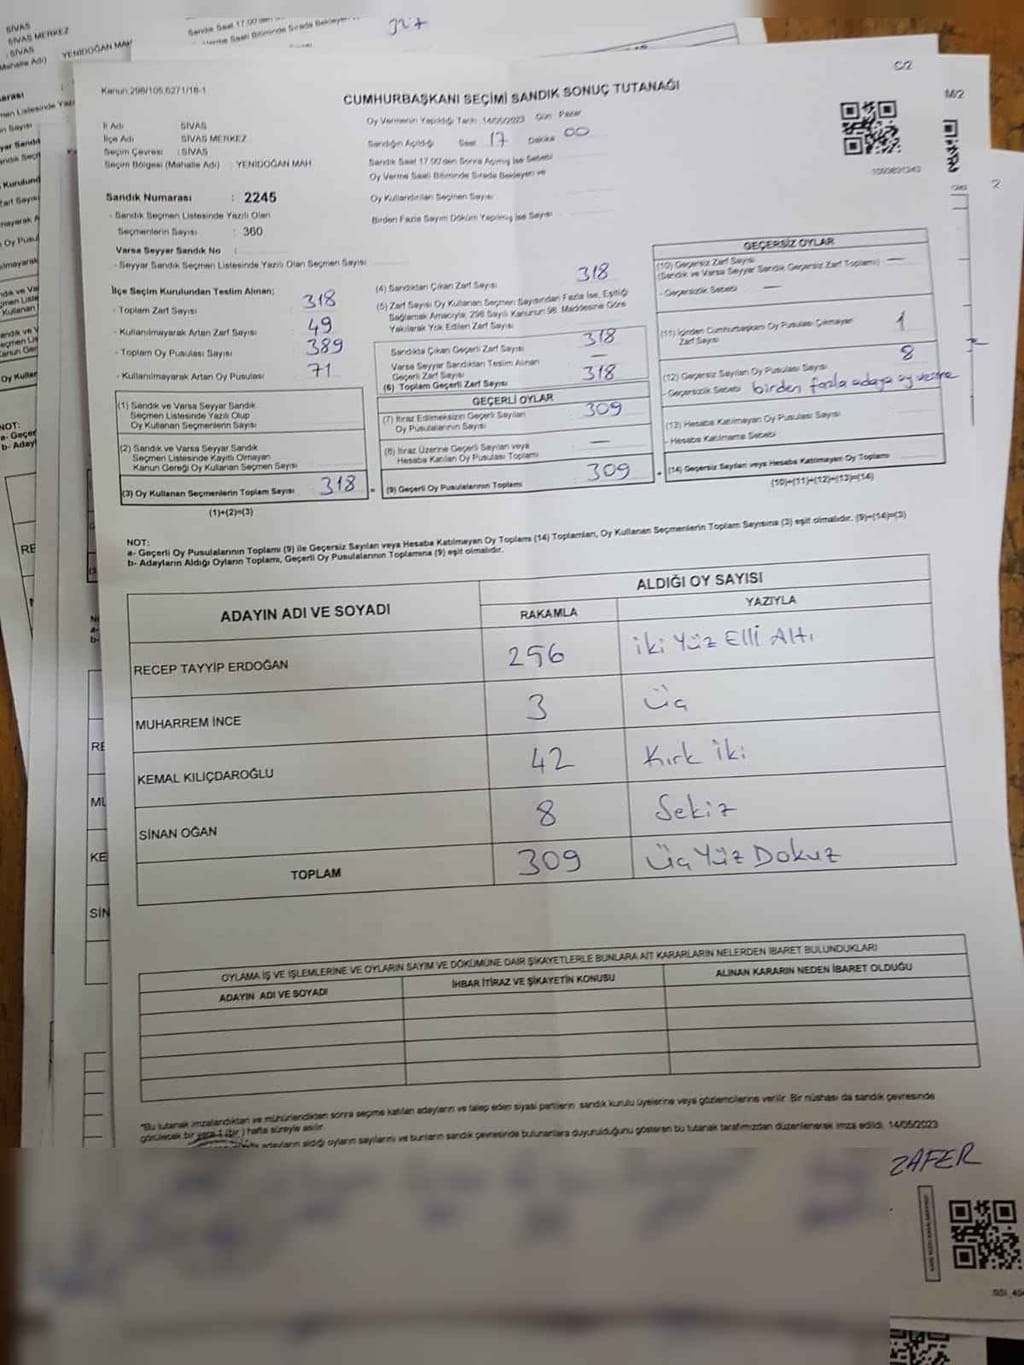 Kanun:298/105,6271/18-1
C/2
CUMHURBAŞKANI SEÇİMİ SANDIK SONUÇ TUTANAĞI
İl Adı SİVAS
İlçe Adı SİVAS MERKEZ
Seçim Çevresi : SİVAS
Seçim Bölgesi (Mahalle Adı) : YENİDOĞAN MAH
Oy Vermenin Yapıldığı Tarih : 14/05/2023 Gün Pazar
Sandığın Açıldığı Saat 17 Dakika 00
Sandık Saat 17:00'den Sonra Açılmış İse Sebebi
Oy Verme Saati Bitiminde Sırada Bekleyen ve
Oy Kullandırılan Seçmen Sayısı
Birden Fazla Sayım Döküm Yapılmış İse Sayısı
Sandık Numarası : 2245
- Sandık Seçmen Listesinde Yazılı Olan
Seçmenlerin Sayısı : 360
Varsa Seyyar Sandık No :
- Seyyar Sandık Seçmen Listesinde Yazılı Olan Seçmen Sayısı
İlçe Seçim Kurulundan Teslim Alınan;
- Toplam Zarf Sayısı 318
- Kullanılmayarak Artan Zarf Sayısı 49
- Toplam Oy Pusulası Sayısı 389
- Kullanılmayarak Artan Oy Pusulası 71
(1) Sandık ve Varsa Seyyar Sandık
Seçmen Listesinde Yazılı Olup
Oy Kullanan Seçmenlerin Sayısı
(2) Sandık ve Varsa Seyyar Sandık
Seçmen Listesinde Kayıtlı Olmayan
Kanun Gereği Oy Kullanan Seçmen Sayısı
(3) Oy Kullanan Seçmenlerin Toplam Sayısı 318
(1)+(2)=(3)
(4) Sandıktan Çıkan Zarf Sayısı 318
(5) Zarf Sayısı Oy Kullanan Seçmen Sayısından Fazla İse, Eşitliği
Sağlamak Amacıyla, 298 Sayılı Kanunun 98. Maddesine Göre
Yakılarak Yok Edilen Zarf Sayısı
Sandıkta Çıkan Geçerli Zarf Sayısı 318
Varsa Seyyar Sandıktan Teslim Alınan
Geçerli Zarf Sayısı —
(6) Toplam Geçerli Zarf Sayısı 318
GEÇERLİ OYLAR
(7) İtiraz Edilmeksizin Geçerli Sayılan
Oy Pusulalarının Sayısı 309
(8) İtiraz Üzerine Geçerli Sayılan veya
Hesaba Katılan Oy Pusulası Toplamı —
(9) Geçerli Oy Pusulalarının Toplamı 309
GEÇERSİZ OYLAR
(10) Geçersiz Zarf Sayısı
(Sandık ve Varsa Seyyar Sandık Geçersiz Zarf Toplamı) —
- Geçersizlik Sebebi —
(11) İçinden Cumhurbaşkanı Oy Pusulası Çıkmayan
Zarf Sayısı 1
(12) Geçersiz Sayılan Oy Pusulası Sayısı 8
- Geçersizlik Sebebi birden fazla adaya oy verme
(13) Hesaba Katılmayan Oy Pusulası Sayısı
- Hesaba Katılmama Sebebi
(14) Geçersiz Sayılan veya Hesaba Katılmayan Oy Toplamı
(10)+(11)+(12)+(13)=(14)
NOT:
a- Geçerli Oy Pusulalarının Toplamı (9) ile Geçersiz Sayılan veya Hesaba Katılmayan Oy Toplamı (14) Toplamları, Oy Kullanan Seçmenlerin Toplam Sayısına (3) eşit olmalıdır. (9)+(14)=(3)
b- Adayların Aldığı Oyların Toplamı, Geçerli Oy Pusulalarının Toplamına (9) eşit olmalıdır.
ADAYIN ADI VE SOYADI ALDIĞI OY SAYISI
RAKAMLA YAZIYLA
RECEP TAYYİP ERDOĞAN 256 iki Yüz Elli Altı
MUHARREM İNCE 3 Üç
KEMAL KILIÇDAROĞLU 42 Kırk iki
SİNAN OĞAN 8 Sekiz
TOPLAM 309 Üç Yüz Dokuz
OYLAMA İŞ VE İŞLEMLERİNE VE OYLARIN SAYIM VE DÖKÜMÜNE DAİR ŞİKAYETLERLE BUNLARA AİT KARARLARIN NELERDEN İBARET BULUNDUKLARI
ADAYIN ADI VE SOYADI İHBAR İTİRAZ VE ŞİKAYETİN KONUSU ALINAN KARARIN NEDEN İBARET OLDUĞU
"Bu tutanak imzalandıktan ve mühürlendikten sonra seçime katılan adayların ve talep eden siyasi partilerin sandık kurulu üyelerine veya gözlemcilerine verilir. Bir nüshası da sandık çevresinde
görülecek bir yere 1 (bir) hafta süreyle asılır.
adayların aldığı oyların sayılarını ve bunların sandık çevresinde bulunanlara duyurulduğunu gösteren bu tutanak tarafımızdan düzenlenerek imza edildi. 14/05/2023
ZAFER